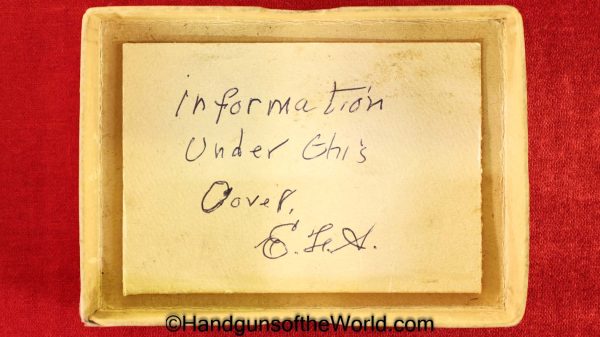 Information
Under this
Cover,
E. L. A.
©HandgunsoftheWorld.com